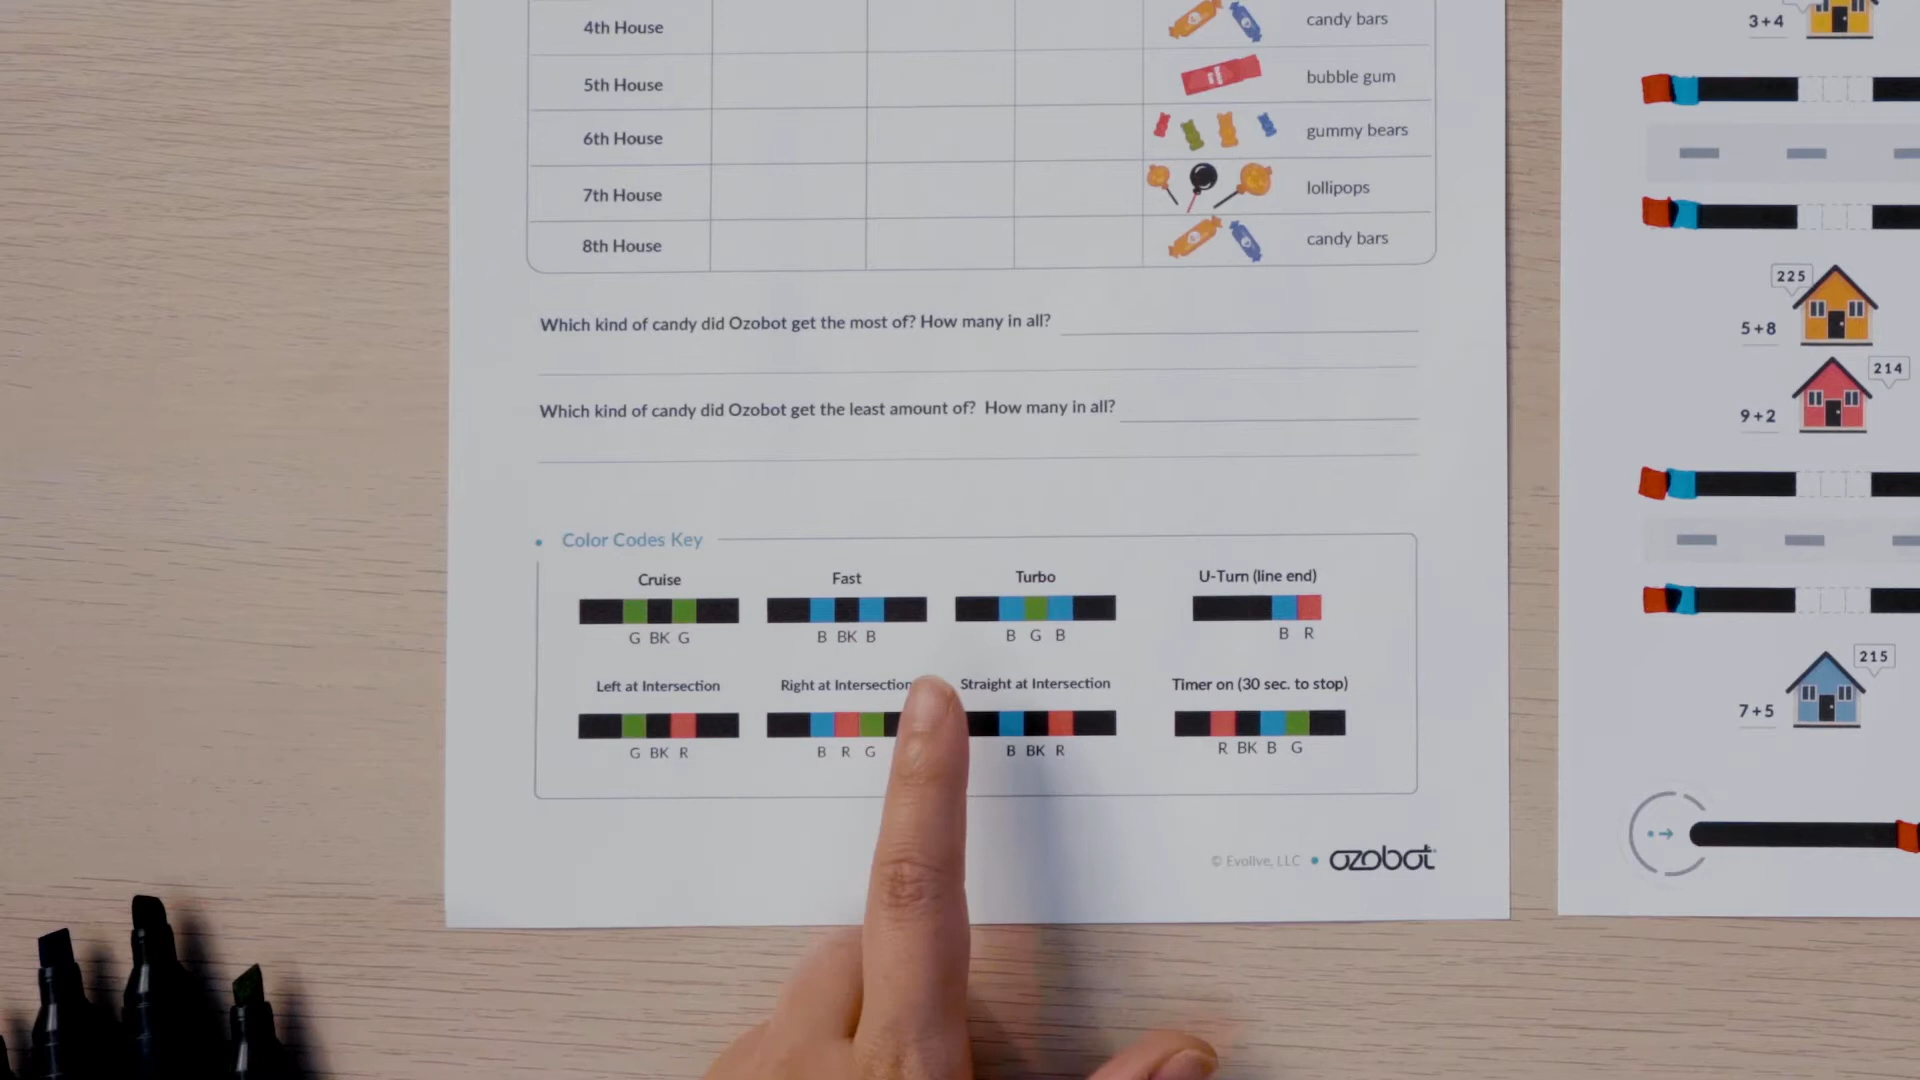 4th House candy bars
5th House bubble gum
6th House gummy bears
7th House lollipops
8th House candy bars
Which kind of candy did Ozobot get the most of? How many in all?
Which kind of candy did Ozobot get the least amount of? How many in all?
Color Codes Key
Cruise Fast Turbo U-Turn (line end)
G BK G B BK B B G B B R
Left at Intersection Right at Intersection Straight at Intersection Timer on (30 sec. to stop)
G BK R B R G B BK R R BK B G
© Evollve, LLC • ozobot
3+4
225
5+8
214
9+2
215
7+5